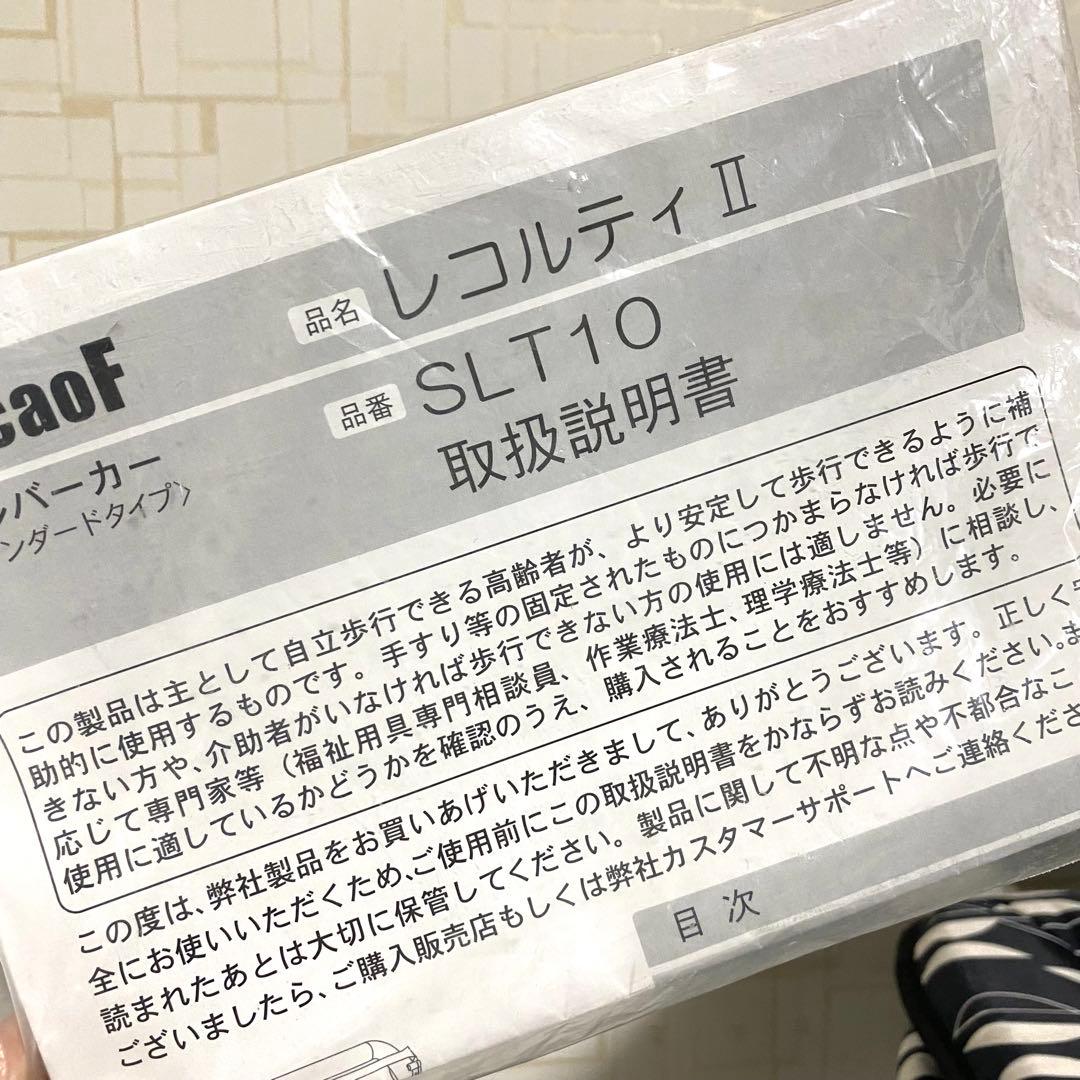 caoF
品名 レコルティⅡ
品番 SLT10
取扱説明書
ルバーカー
ンダードタイプ〉
この製品は主として自立歩行できる高齢者が、より安定して歩行できるように補
助的に使用するものです。手すり等の固定されたものにつかまらなければ歩行で
きない方や、介助者がいなければ歩行できない方の使用には適しません。必要に
応じて専門家等（福祉用具専門相談員、作業療法士、理学療法士等）に相談し、
使用に適しているかどうかを確認のうえ、購入されることをおすすめします。
この度は、弊社製品をお買いあげいただきまして、ありがとうございます。正しく安
全にお使いいただくため、ご使用前にこの取扱説明書をかならずお読みください。ま
読まれたあとは大切に保管してください。製品に関して不明な点や不都合なこ
ございましたら、ご購入販売店もしくは弊社カスタマーサポートへご連絡くださ
目次